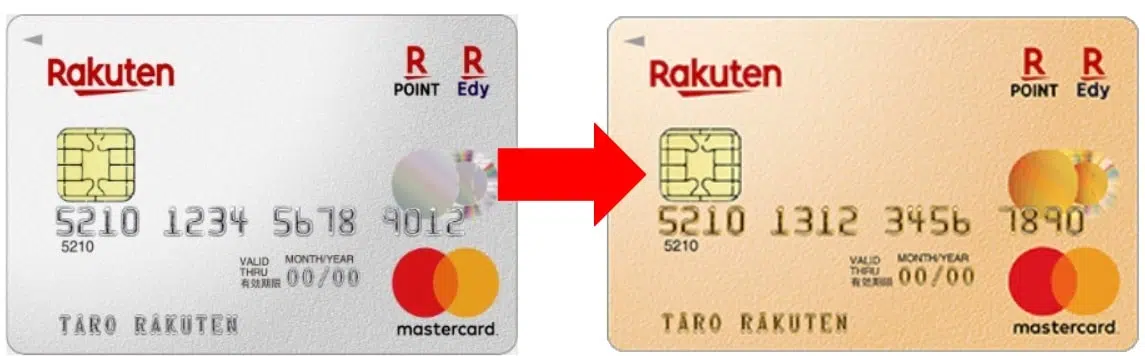 Rakuten
R POINT
R Edy
5210 1234 5678 9012
5210
VALID THRU 有効期限
MONTH/YEAR
00/00
TARO RAKUTEN
mastercard.
Rakuten
R POINT
R Edy
5210 1312 3456 7890
5210
VALID THRU 有効期限
MONTH/YEAR
00/00
TARO RAKUTEN
mastercard.